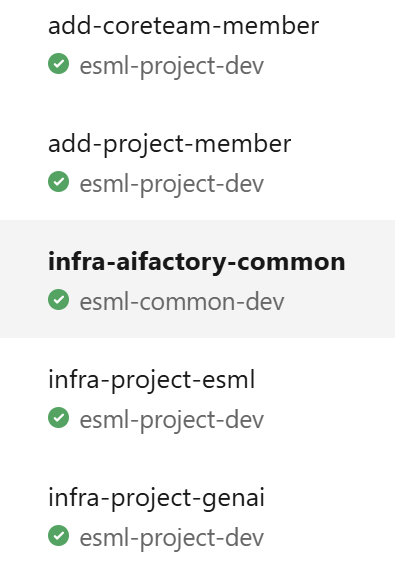 add-coreteam-member
esml-project-dev
add-project-member
esml-project-dev
infra-aifactory-common
esml-common-dev
infra-project-esml
esml-project-dev
infra-project-genai
esml-project-dev